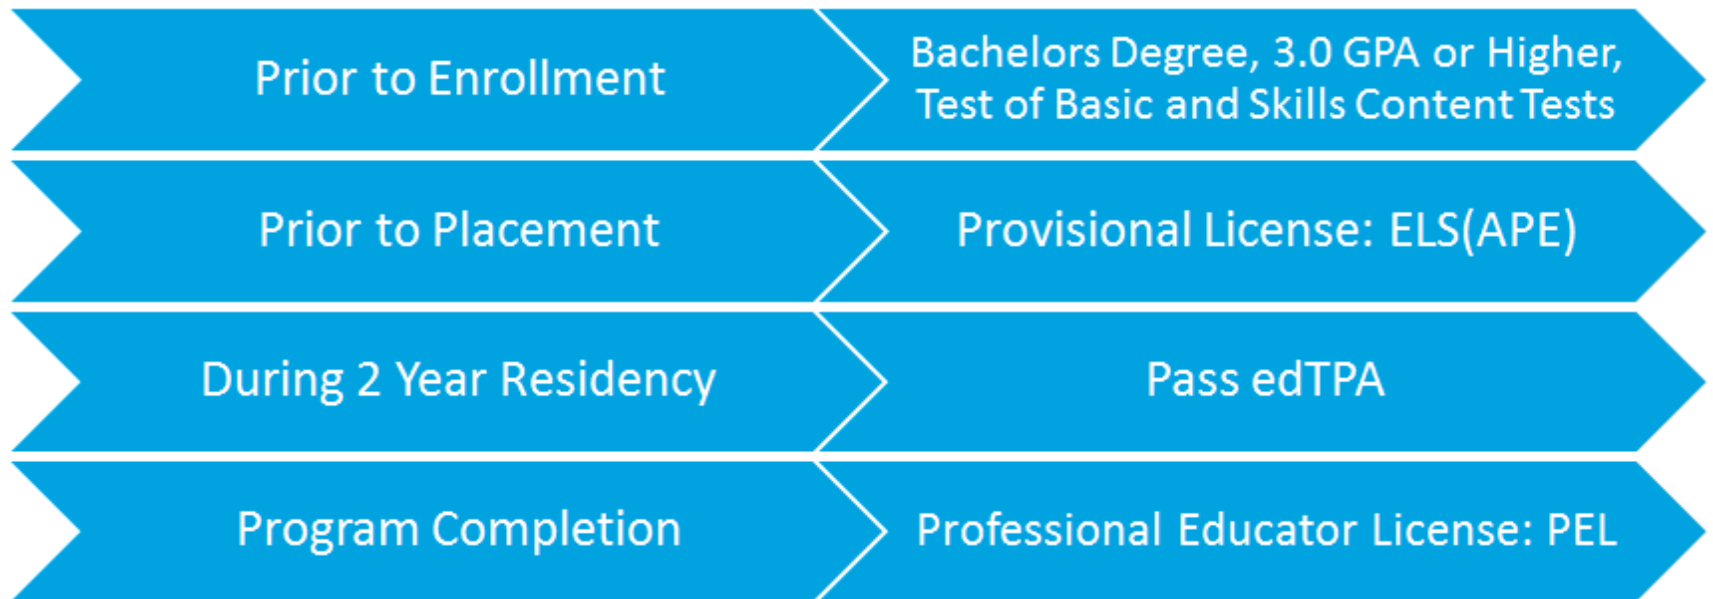 Prior to Enrollment
Bachelors Degree, 3.0 GPA or Higher,
Test of Basic and Skills Content Tests
Prior to Placement
Provisional License: ELS(APE)
During 2 Year Residency
Pass edTPA
Program Completion
Professional Educator License: PEL